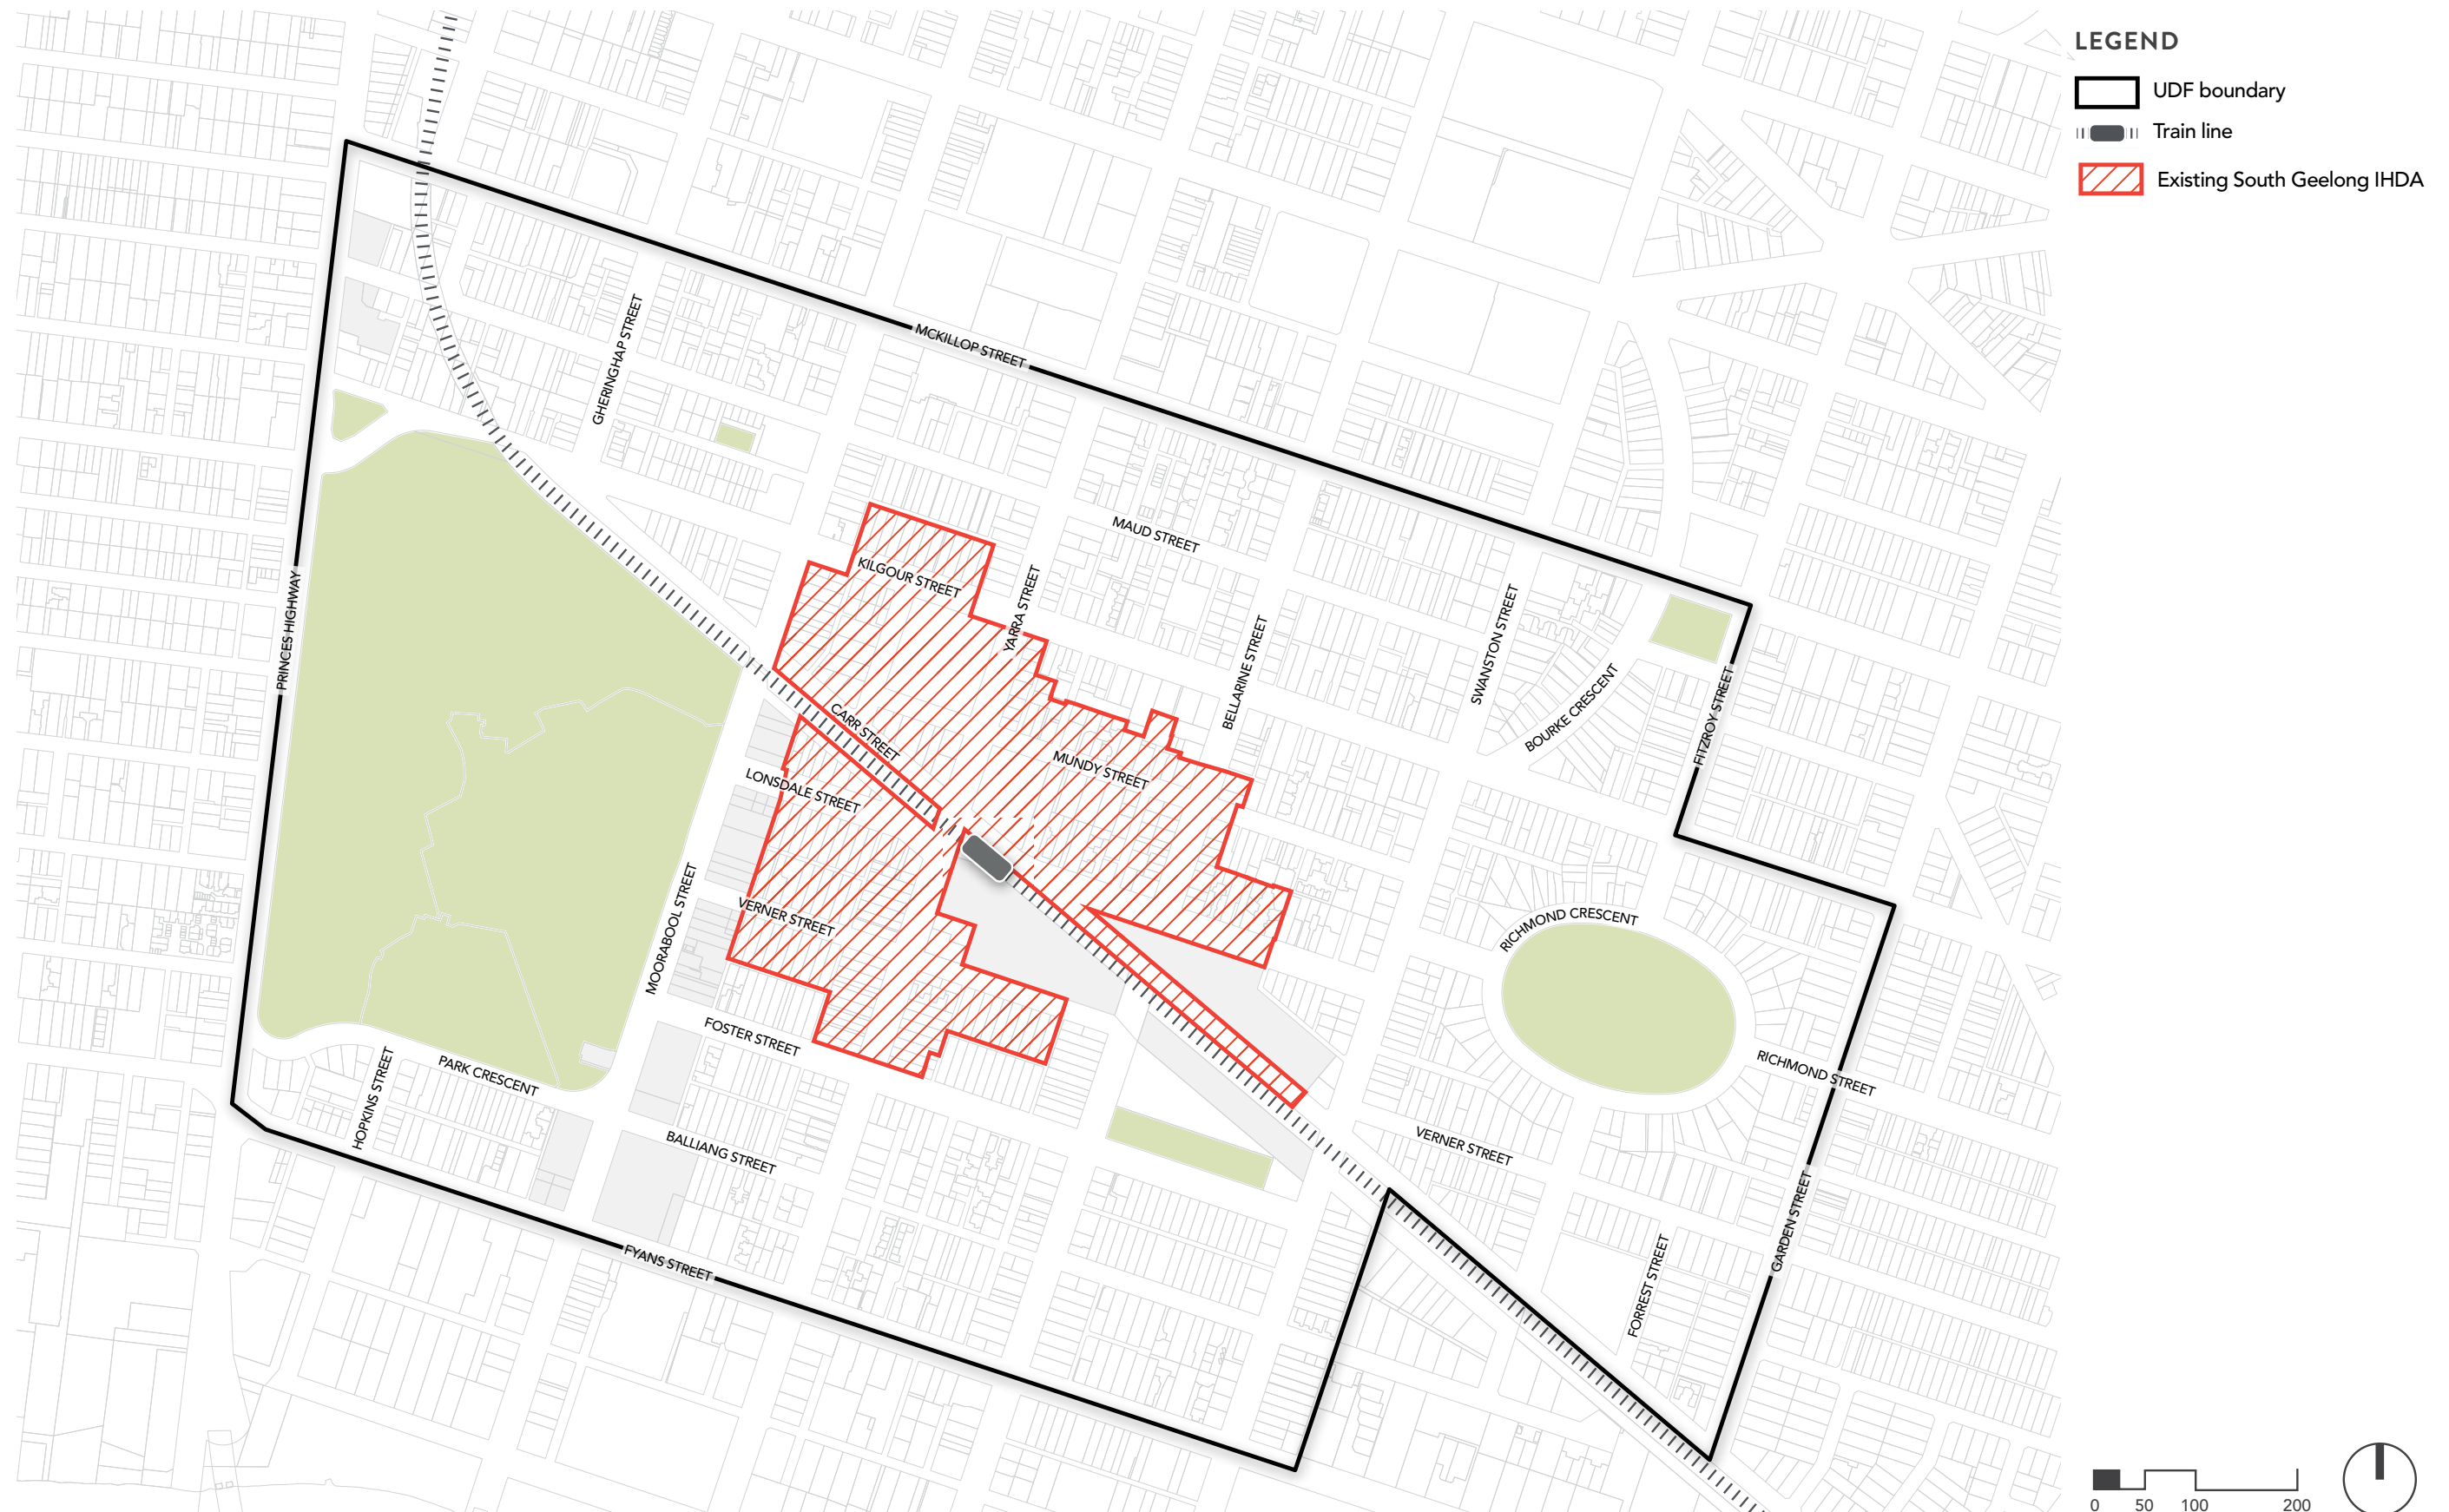 LEGEND
UDF boundary
Train line
Existing South Geelong IHDA
GHERINGHAP STREET
MCKILLOP STREET
MAUD STREET
KILGOUR STREET
YARRA STREET
PRINCES HIGHWAY
SWANSTON STREET
BELLARINE STREET
BOURKE CRESCENT
FITZROY STREET
CARR STREET
MUNDY STREET
LONSDALE STREET
MOORABOOL STREET
VERNER STREET
RICHMOND CRESCENT
FOSTER STREET
PARK CRESCENT
HOPKINS STREET
RICHMOND STREET
BALLIANG STREET
VERNER STREET
GARDEN STREET
FORREST STREET
FYANS STREET
0 50 100 200